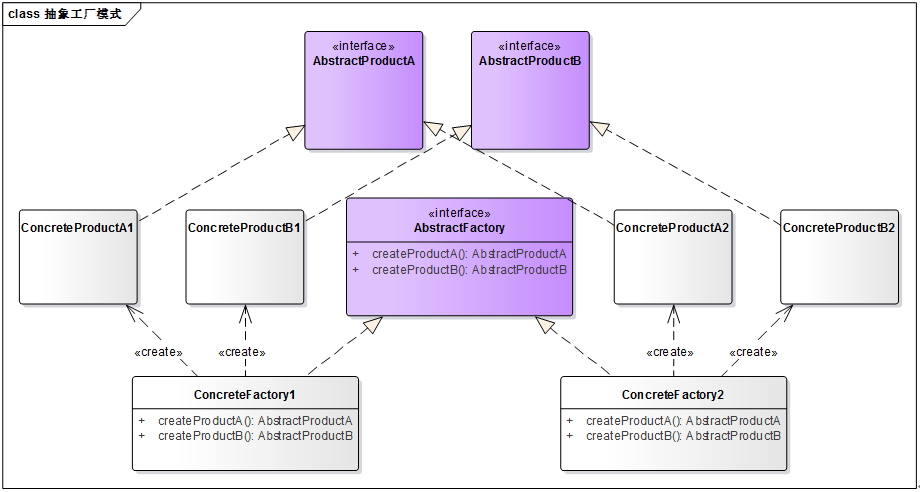 class 抽象工厂模式
«interface»
AbstractProductA
«interface»
AbstractProductB
ConcreteProductA1
ConcreteProductB1
«interface»
AbstractFactory
+ createProductA(): AbstractProductA
+ createProductB(): AbstractProductB
ConcreteProductA2
ConcreteProductB2
«create»
«create»
«create»
«create»
ConcreteFactory1
+ createProductA(): AbstractProductA
+ createProductB(): AbstractProductB
ConcreteFactory2
+ createProductA(): AbstractProductA
+ createProductB(): AbstractProductB